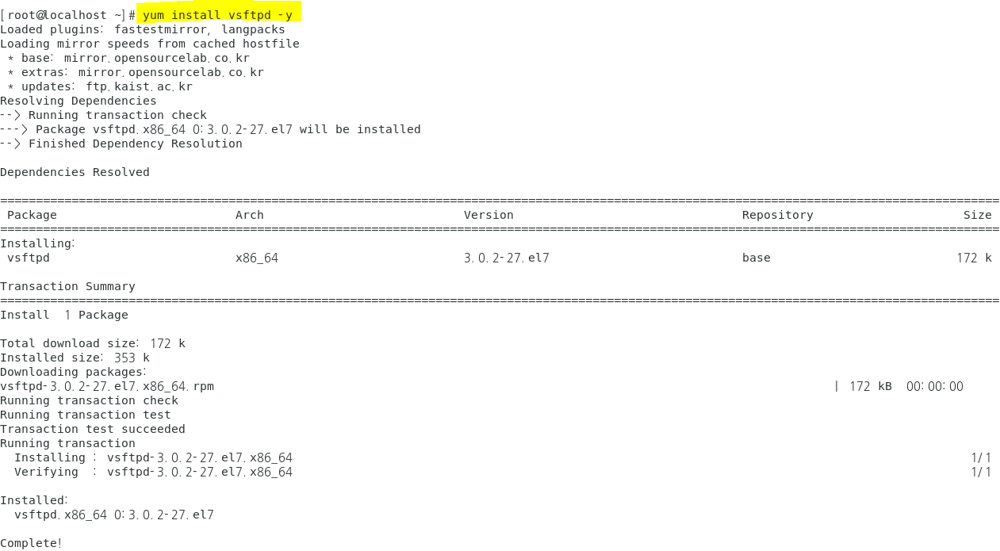 [root@localhost ~]# yum install vsftpd -y
Loaded plugins: fastestmirror, langpacks
Loading mirror speeds from cached hostfile
 * base: mirror.opensourcelab.co.kr
 * extras: mirror.opensourcelab.co.kr
 * updates: ftp.kaist.ac.kr
Resolving Dependencies
--> Running transaction check
---> Package vsftpd.x86_64 0:3.0.2-27.el7 will be installed
--> Finished Dependency Resolution

Dependencies Resolved

============================================================================================================================================
 Package                         Arch                            Version                                Repository                     Size
============================================================================================================================================
Installing:
 vsftpd                          x86_64                          3.0.2-27.el7                           base                          172 k

Transaction Summary
============================================================================================================================================
Install  1 Package

Total download size: 172 k
Installed size: 353 k
Downloading packages:
vsftpd-3.0.2-27.el7.x86_64.rpm                                                                                       | 172 kB  00:00:00
Running transaction check
Running transaction test
Transaction test succeeded
Running transaction
  Installing : vsftpd-3.0.2-27.el7.x86_64                                                                                               1/1
  Verifying  : vsftpd-3.0.2-27.el7.x86_64                                                                                               1/1

Installed:
  vsftpd.x86_64 0:3.0.2-27.el7

Complete!